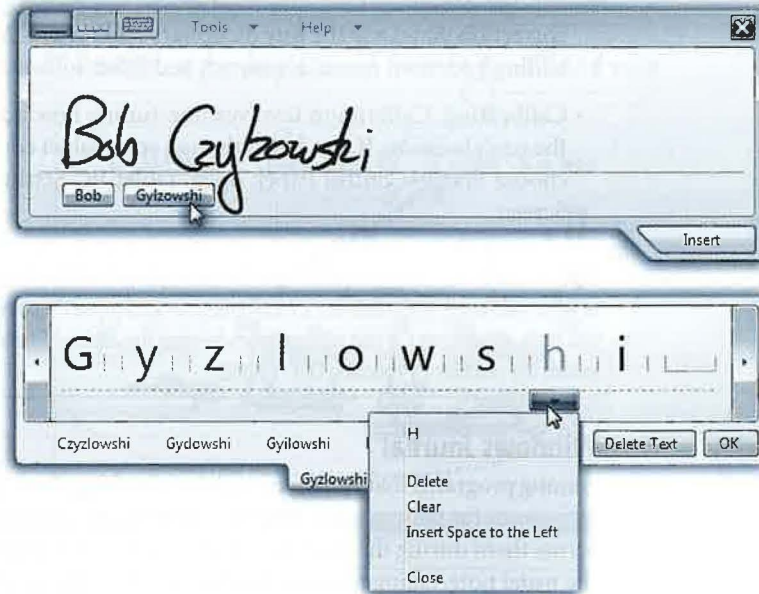 Tools Help
Bob Czylzowski
Bob Gylzowshi
Insert
G y z l o w s h i
Czyzlowshi Gydowshi Gyilowshi H Delete Text OK
Gyzlowshi
Delete
Clear
Insert Space to the Left
Close